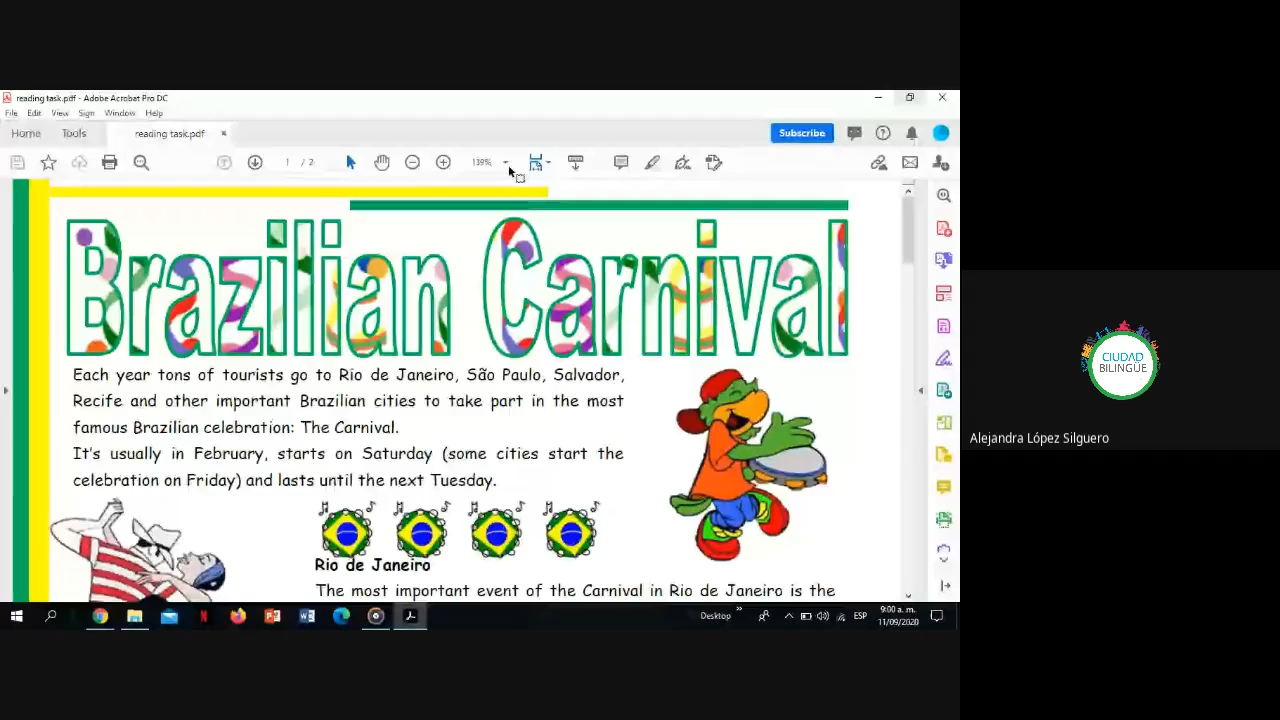 reading task.pdf - Adobe Acrobat Pro DC
File Edit View Sign Window Help
Home Tools reading task.pdf × Subscribe
1 / 2 139%
Brazilian Carnival
Each year tons of tourists go to Rio de Janeiro, São Paulo, Salvador,
Recife and other important Brazilian cities to take part in the most
famous Brazilian celebration: The Carnival.
It's usually in February, starts on Saturday (some cities start the
celebration on Friday) and lasts until the next Tuesday.
Rio de Janeiro
The most important event of the Carnival in Rio de Janeiro is the
Desktop » ESP 9:00 a. m.
11/09/2020
CIUDAD
BILINGÜE
Alejandra López Silguero